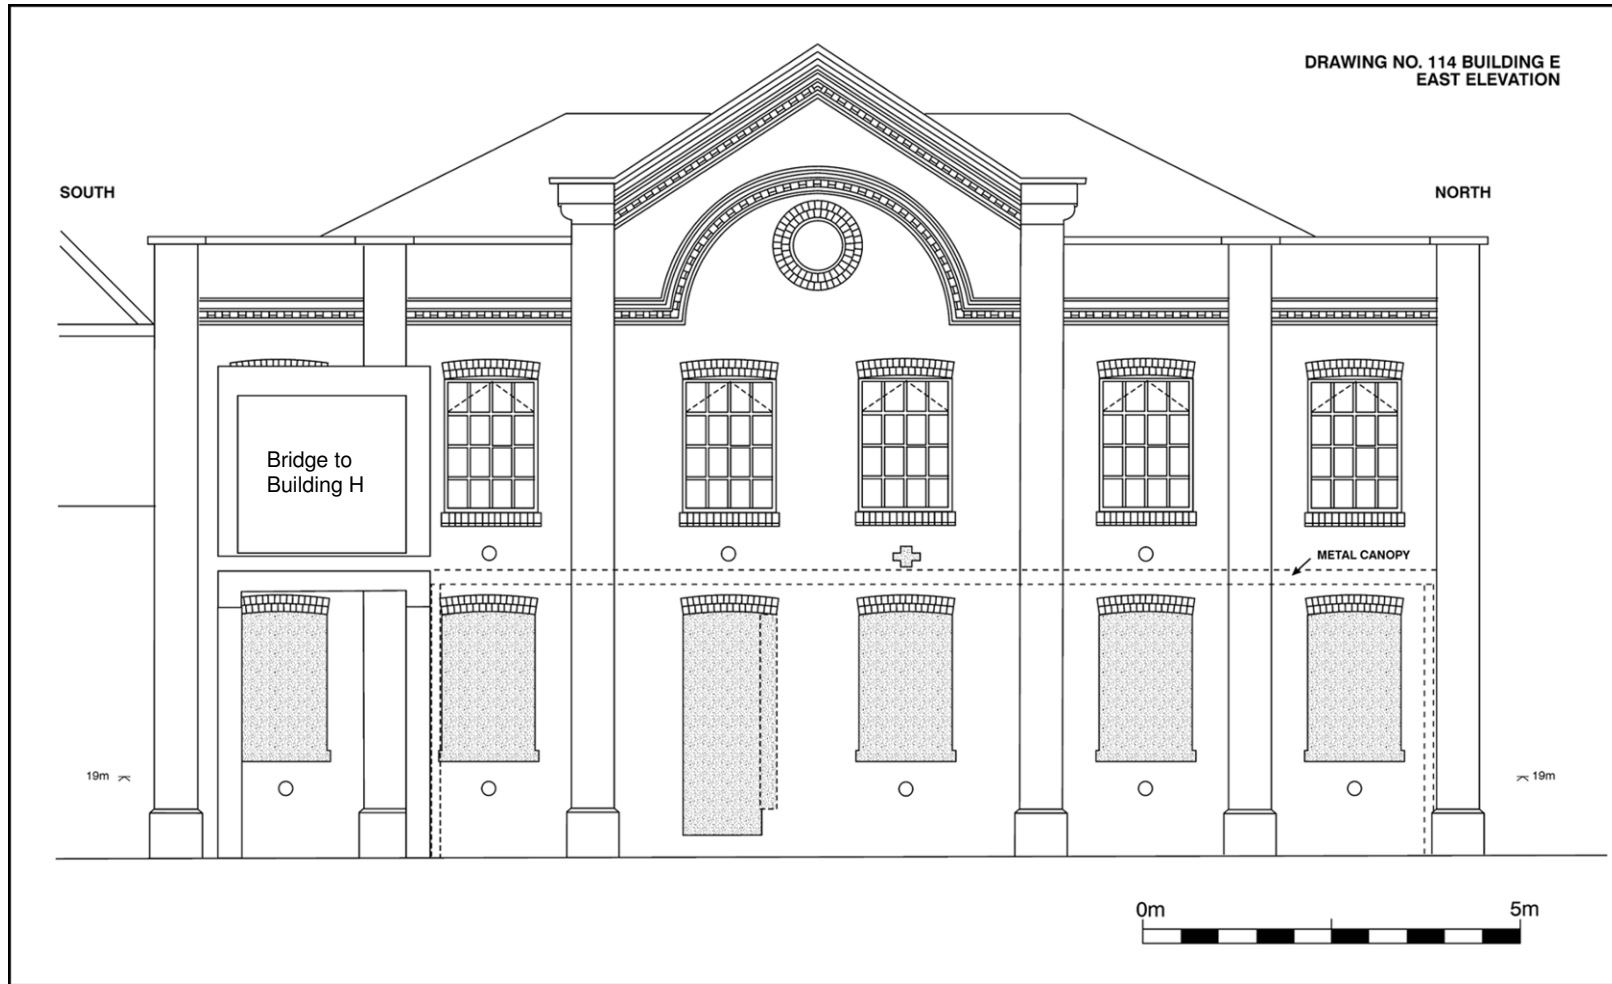 DRAWING NO. 114 BUILDING E
EAST ELEVATION
SOUTH
NORTH
Bridge to
Building H
METAL CANOPY
19m
19m
0m
5m